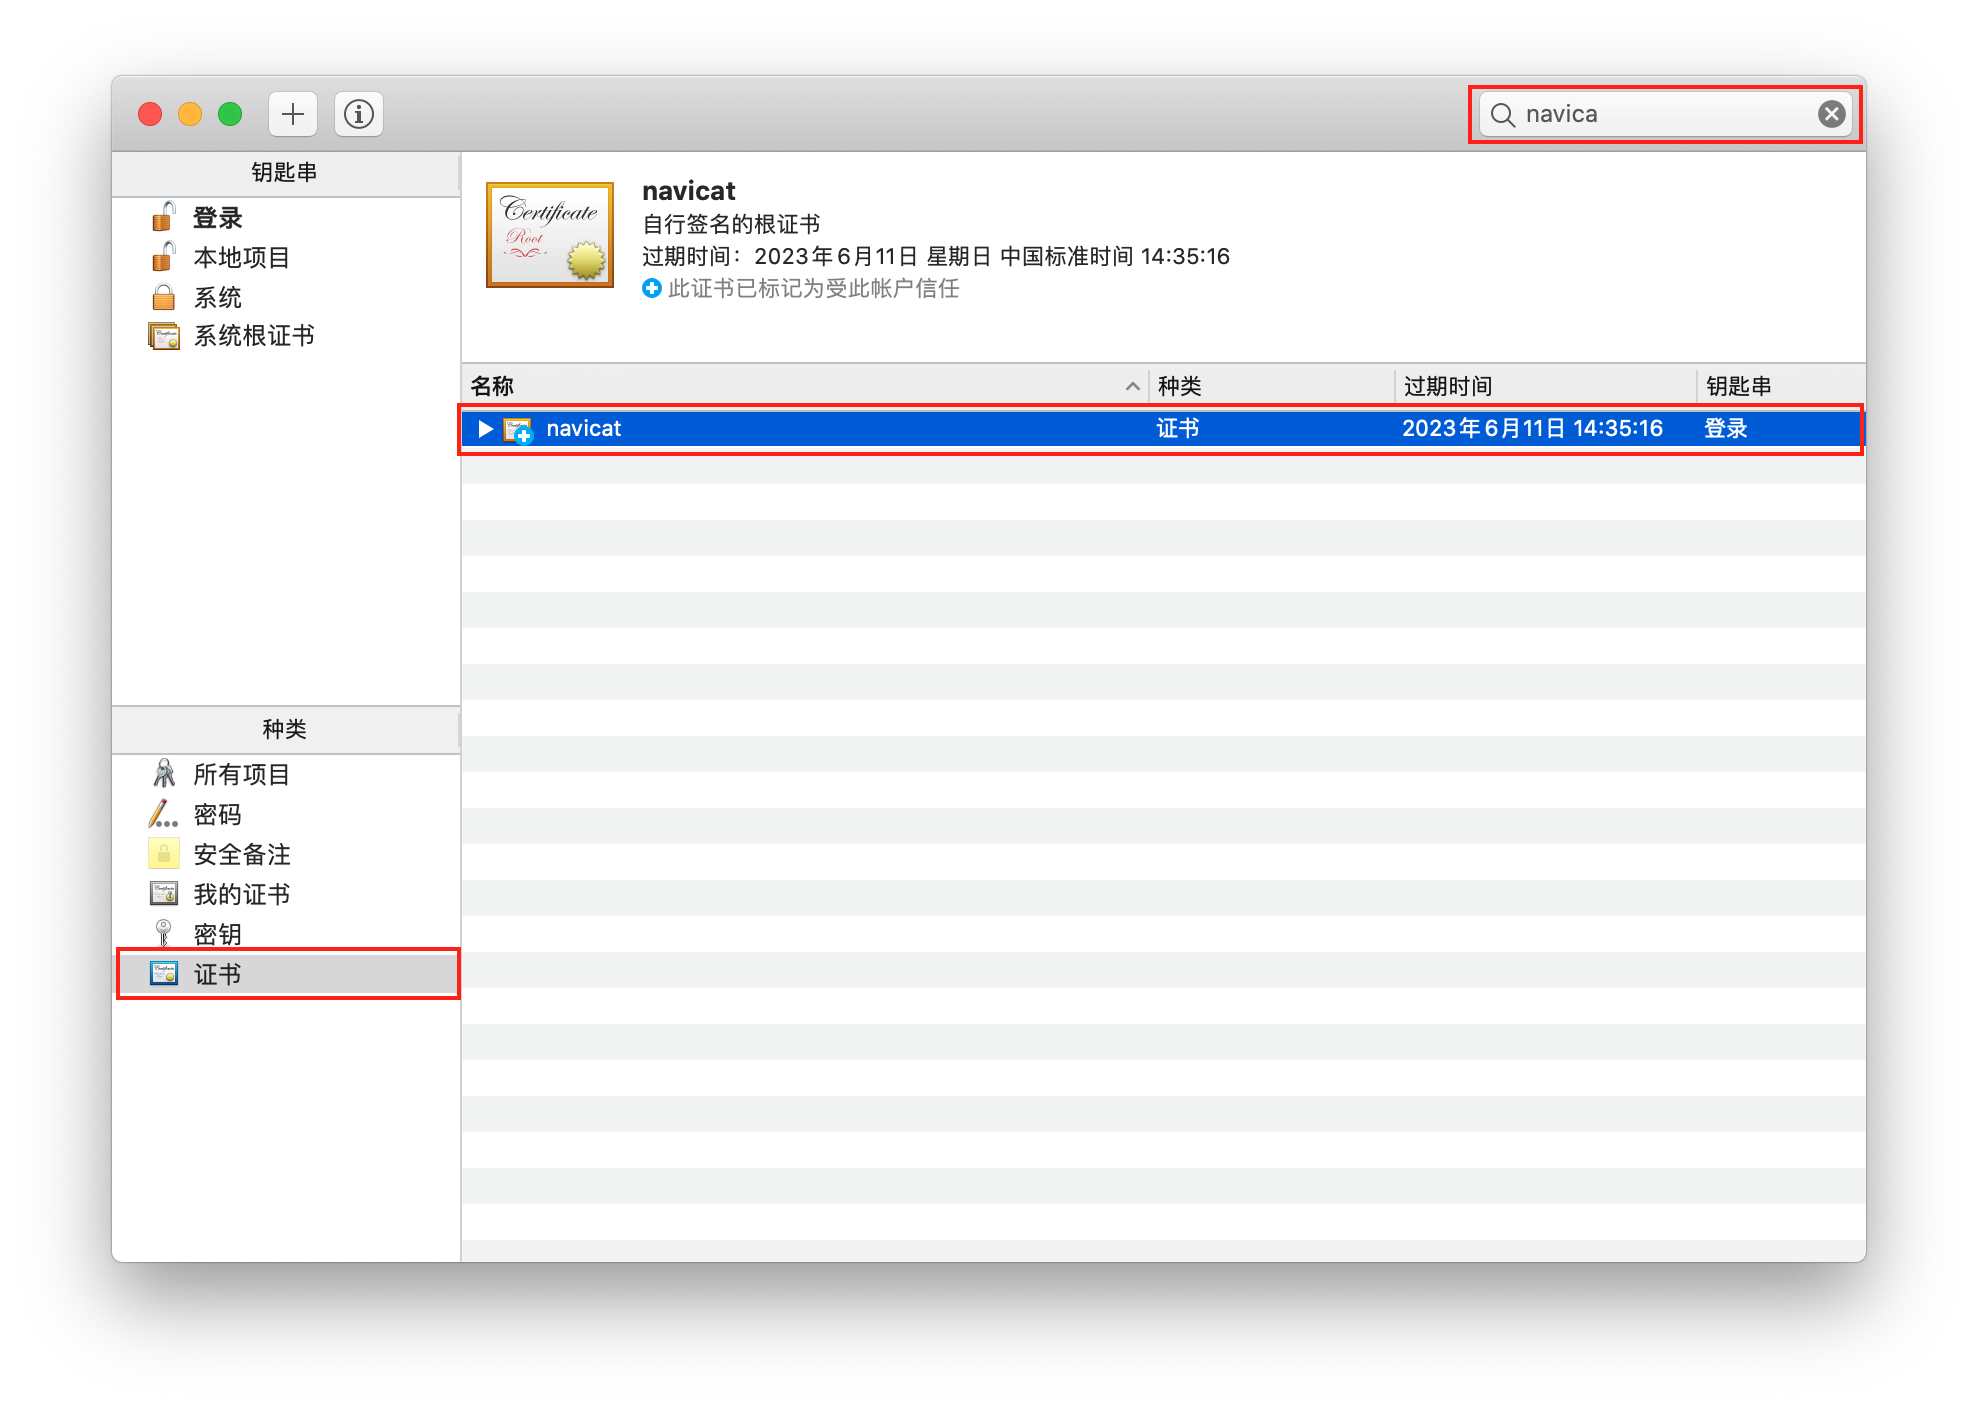 navica
钥匙串
登录
本地项目
系统
系统根证书
Certificate
Root
navicat
自行签名的根证书
过期时间：2023年6月11日 星期日 中国标准时间 14:35:16
此证书已标记为受此帐户信任
名称 种类 过期时间 钥匙串
navicat 证书 2023年6月11日 14:35:16 登录
种类
所有项目
密码
安全备注
我的证书
密钥
证书